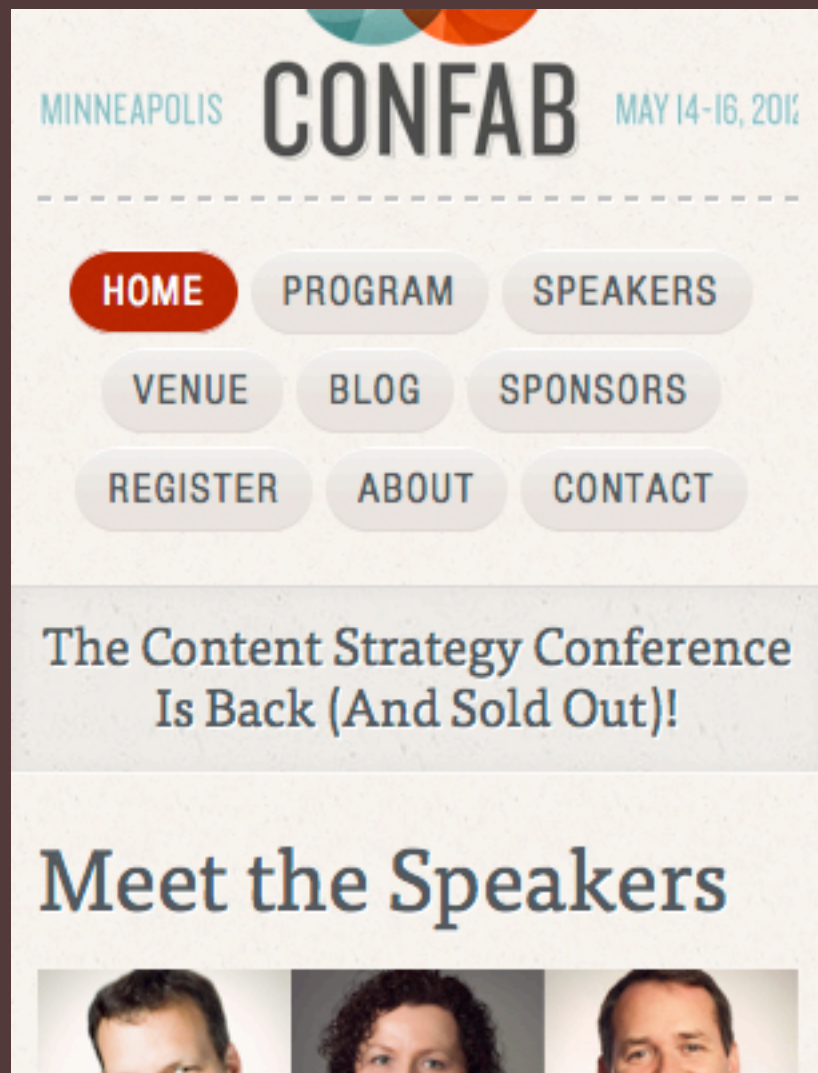 MINNEAPOLIS CONFAB MAY 14-16, 2012
HOME PROGRAM SPEAKERS
VENUE BLOG SPONSORS
REGISTER ABOUT CONTACT
The Content Strategy Conference
Is Back (And Sold Out)!
Meet the Speakers